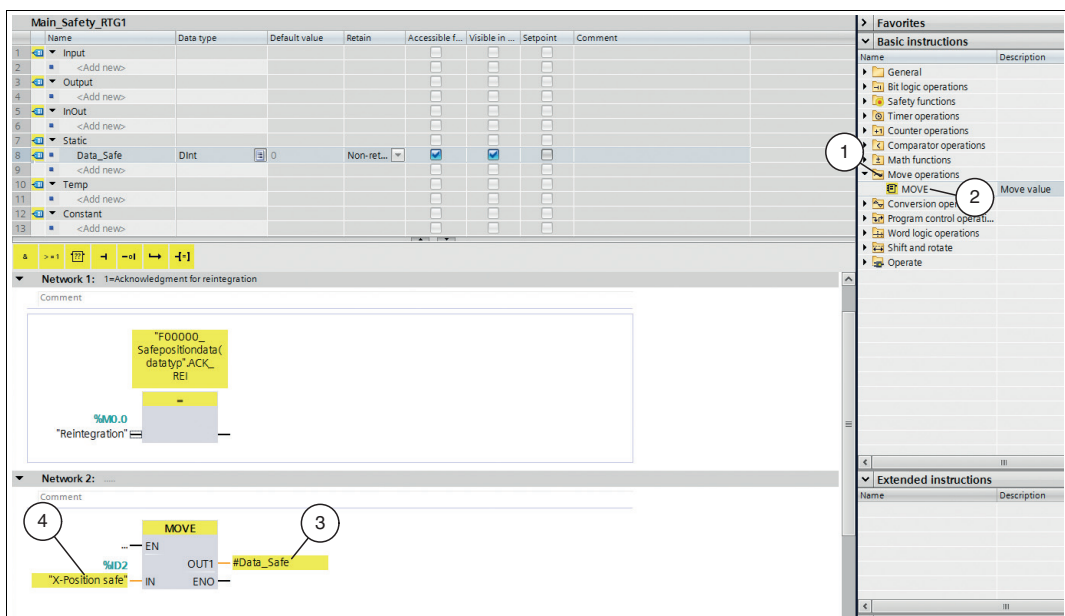 Main_Safety_RTG1
Name Data type Default value Retain Accessible f... Visible in ... Setpoint Comment
1 Input
2 <Add new>
3 Output
4 <Add new>
5 InOut
6 <Add new>
7 Static
8 Data_Safe DInt 0 Non-ret...
9 <Add new>
10 Temp
11 <Add new>
12 Constant
13 <Add new>
& >=1 ?? -o| -[=]
Network 1: 1=Acknowledgment for reintegration
Comment
"F00000_
Safepositiondata(
datatyp".ACK_
REI
=
%M0.0
"Reintegration"
Network 2: .....
Comment
4
MOVE
3
... EN
%ID2 OUT1 #Data_Safe
"X-Position safe" IN ENO
Favorites
Basic instructions
Name Description
General
Bit logic operations
Safety functions
Timer operations
Counter operations
Comparator operations
1
Math functions
Move operations
MOVE 2 Move value
Conversion oper
Program control operati...
Word logic operations
Shift and rotate
Operate
Extended instructions
Name Description